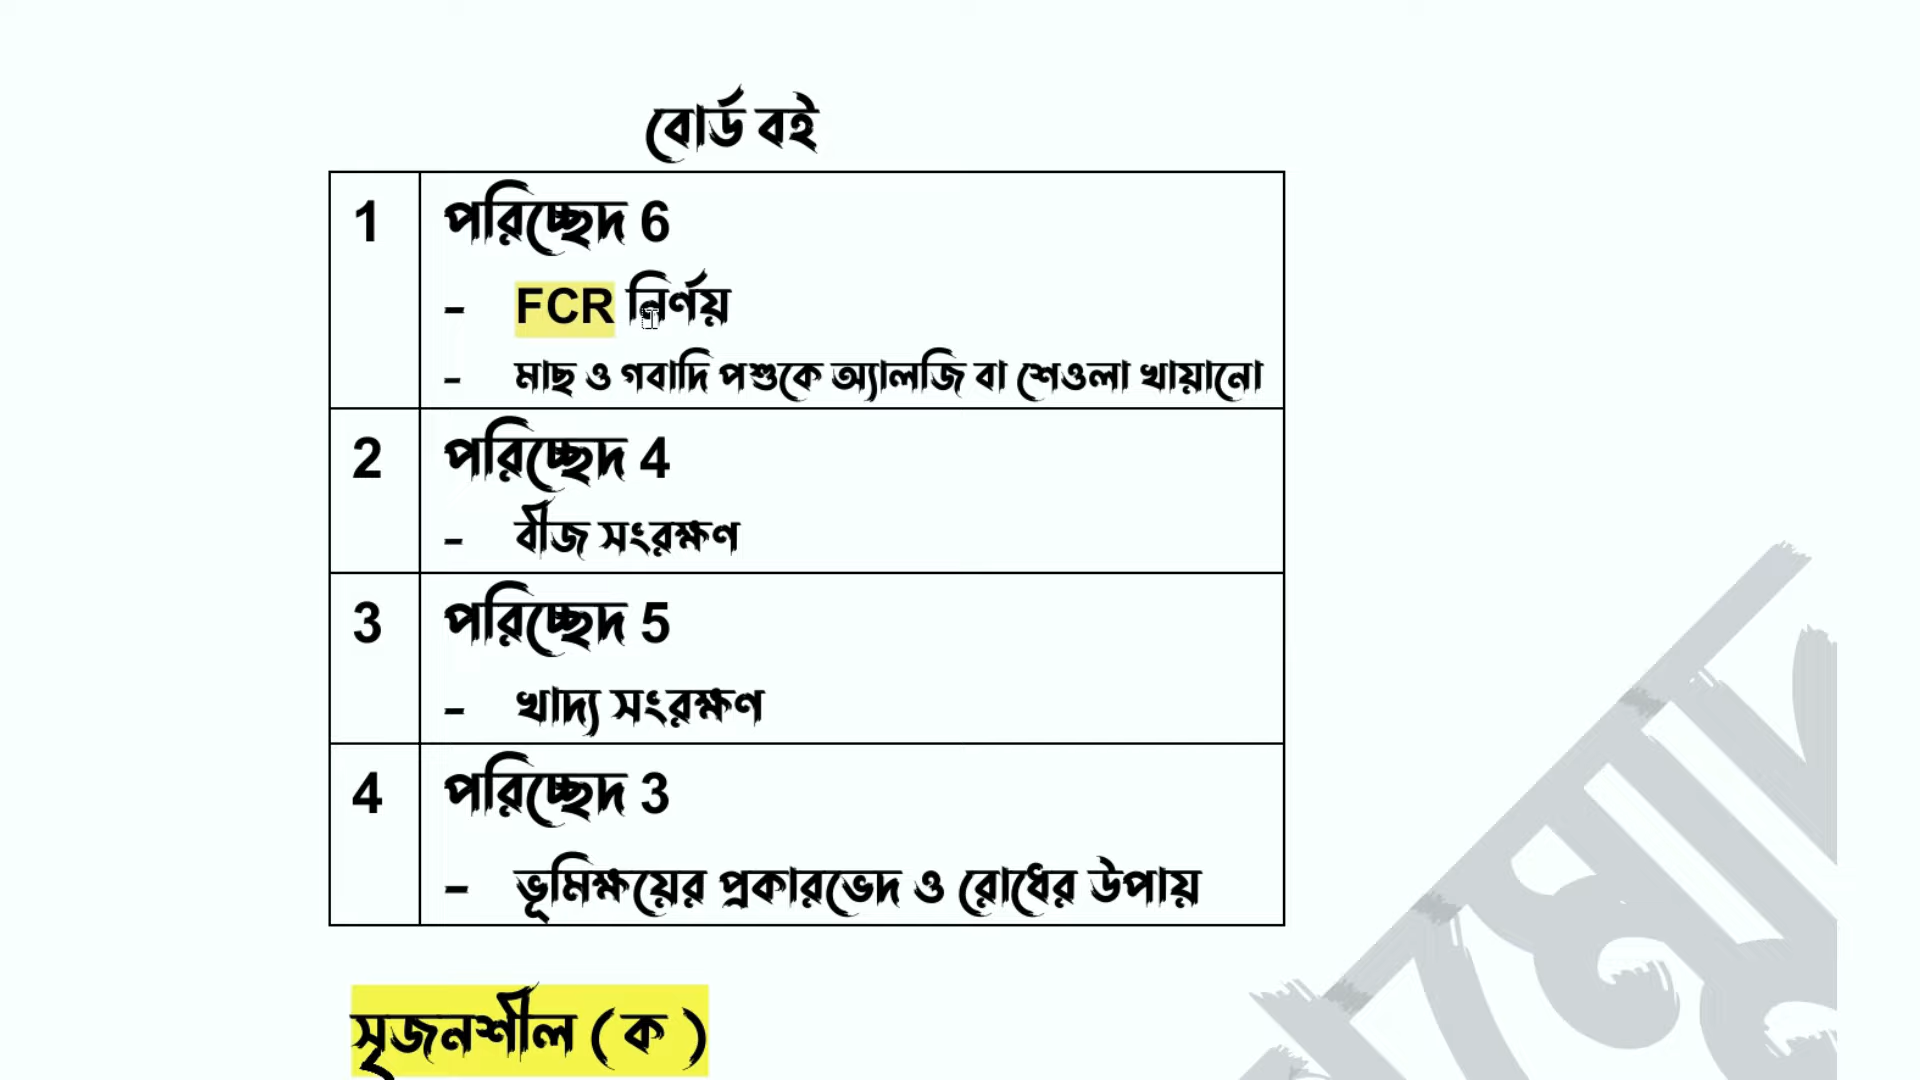 বোর্ড বই
1 পরিচ্ছেদ 6
- FCR নির্ণয়
- মাছ ও গবাদি পশুকে অ্যালজি বা শেওলা খায়ানো
2 পরিচ্ছেদ 4
- বীজ সংরক্ষণ
3 পরিচ্ছেদ 5
- খাদ্য সংরক্ষণ
4 পরিচ্ছেদ 3
- ভূমিক্ষয়ের প্রকারভেদ ও রোধের উপায়
সৃজনশীল ( ক )